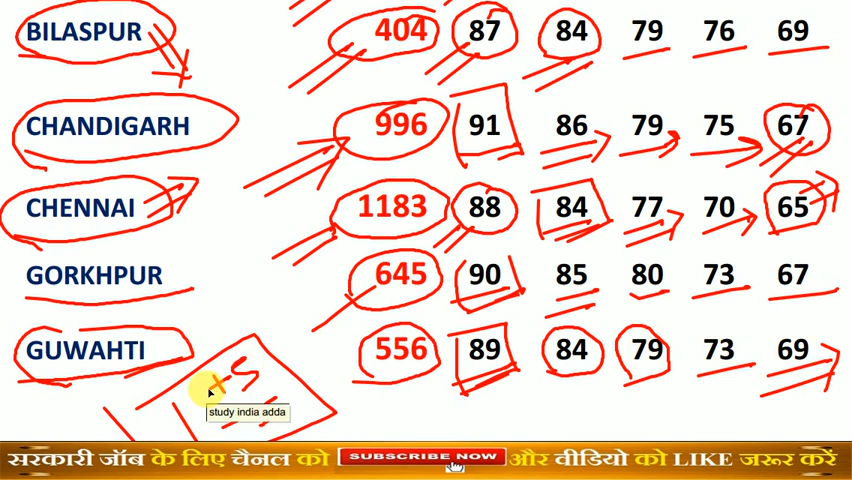 BILASPUR 404 87 84 79 76 69
CHANDIGARH 996 91 86 79 75 67
CHENNAI 1183 88 84 77 70 65
GORKHPUR 645 90 85 80 73 67
GUWAHTI 556 89 84 79 73 69
±5
study india adda
सरकारी जॉब के लिए चैनल को SUBSCRIBE NOW और वीडियो को LIKE जरूर करें